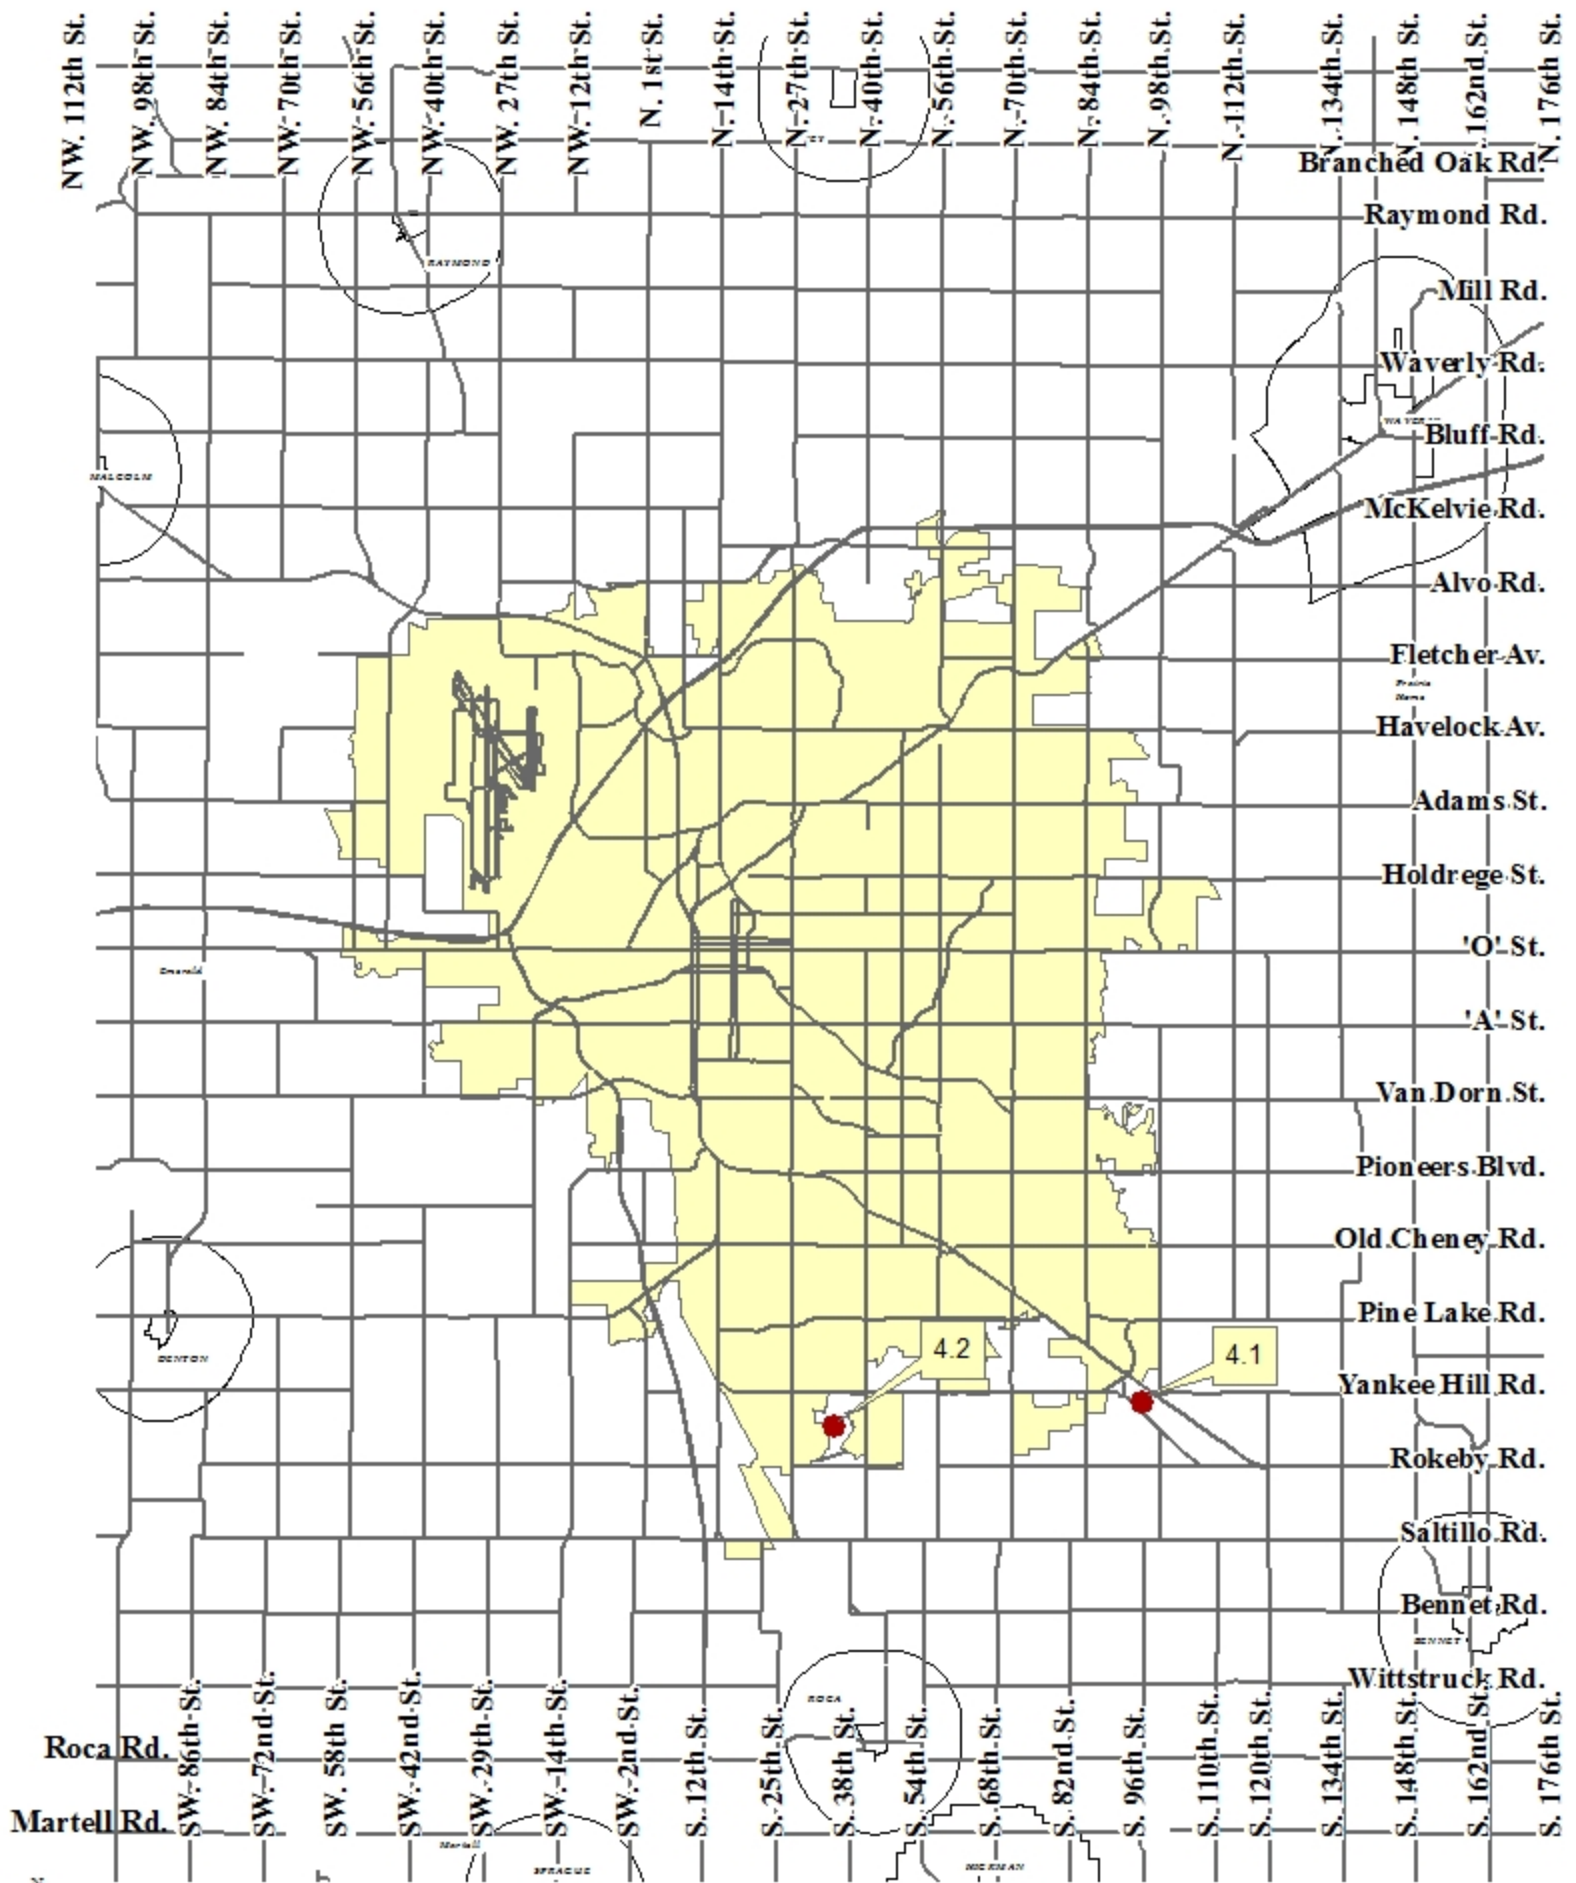 NW. 112th St.
NW. 98th St.
NW. 84th St.
NW. 70th St.
NW. 56th St.
NW. 40th St.
NW. 27th St.
NW. 12th St.
N. 1st St.
N. 14th St.
N. 27th St.
N. 40th St.
N. 56th St.
N. 70th St.
N. 84th St.
N. 98th St.
N. 112th St.
N. 134th St.
N. 148th St.
162nd St.
N. 176th St.
Branched Oak Rd.
Raymond Rd.
RAYMOND
Mill Rd.
Waverly Rd.
Bluff Rd.
MALCOLM
McKelvie Rd.
Alvo Rd.
Fletcher Av.
Prairie
Home
Havelock Av.
Adams St.
Holdrege St.
'O' St.
Emerald
'A' St.
Van Dorn St.
Pioneers Blvd.
Old Cheney Rd.
Pine Lake Rd.
4.2
4.1
DENTON
Yankee Hill Rd.
Rokeby Rd.
Saltillo Rd.
Bennet Rd.
BENNET
Wittstruck Rd.
ROCA
Roca Rd.
Martell Rd.
SW. 86th St.
SW. 72nd St.
SW. 58th St.
SW. 42nd St.
SW. 29th St.
SW. 14th St.
SW. 2nd St.
S. 12th St.
S. 25th St.
S. 38th St.
S. 54th St.
S. 68th St.
S. 82nd St.
S. 96th St.
S. 110th St.
S. 120th St.
S. 134th St.
S. 148th St.
S. 162nd St.
S. 176th St.
Martell
SPRAGUE
HICKMAN